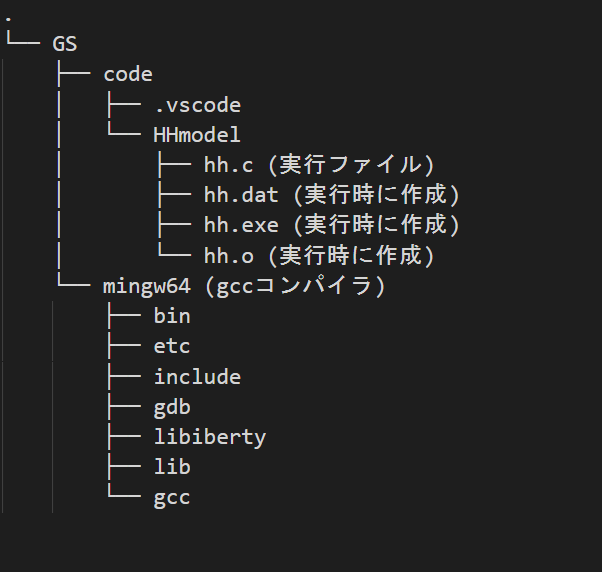 .
└── GS
    ├── code
    │   ├── .vscode
    │   └── HHmodel
    │       ├── hh.c (実行ファイル)
    │       ├── hh.dat (実行時に作成)
    │       ├── hh.exe (実行時に作成)
    │       └── hh.o (実行時に作成)
    └── mingw64 (gccコンパイラ)
        ├── bin
        ├── etc
        ├── include
        ├── gdb
        ├── libiberty
        ├── lib
        └── gcc